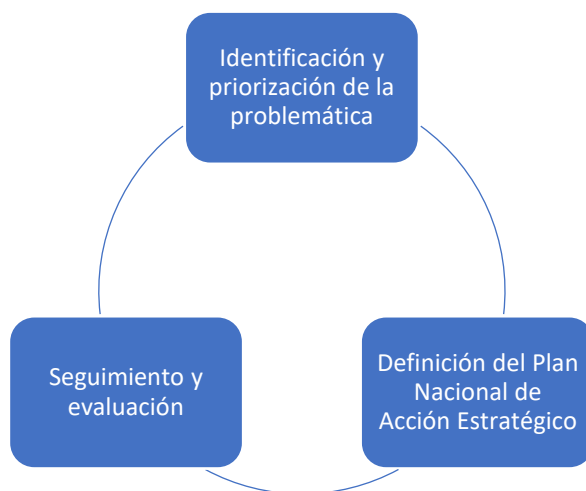 Identificación y
priorización de la
problemática
Definición del Plan
Nacional de
Acción Estratégico
Seguimiento y
evaluación